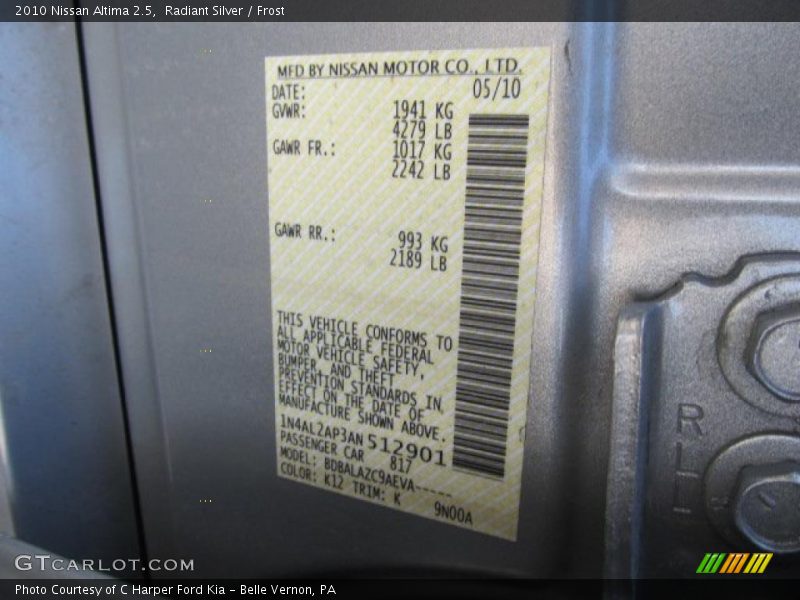 2010 Nissan Altima 2.5,  Radiant Silver / Frost
MFD BY NISSAN MOTOR CO., LTD.
DATE: 05/10
GVWR: 1941 KG
4279 LB
GAWR FR.: 1017 KG
2242 LB
GAWR RR.: 993 KG
2189 LB
THIS VEHICLE CONFORMS TO
ALL APPLICABLE FEDERAL
MOTOR VEHICLE SAFETY,
BUMPER, AND THEFT
PREVENTION STANDARDS IN
EFFECT ON THE DATE OF
MANUFACTURE SHOWN ABOVE.
1N4AL2AP3AN512901
PASSENGER CAR 817
MODEL: BDBALAZC9AEVA-----
COLOR: K12 TRIM: K 9N00A
GTCARLOT.COM
Photo Courtesy of C Harper Ford Kia - Belle Vernon, PA